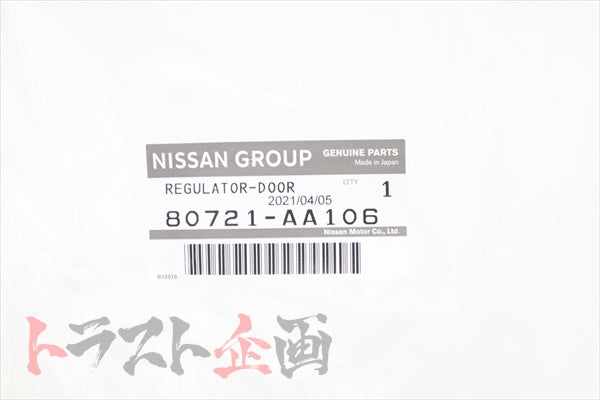 NISSAN GROUP
GENUINE PARTS
Made in Japan
REGULATOR-DOOR
QTY 1
2021/04/05
80721-AA106
Nissan Motor Co., Ltd.
R12010
トラスト企画